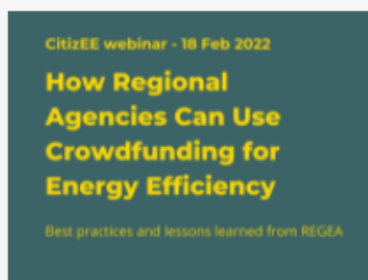 CitizEE webinar - 18 Feb 2022
How Regional
Agencies Can Use
Crowdfunding for
Energy Efficiency
Best practices and lessons learned from REGEA